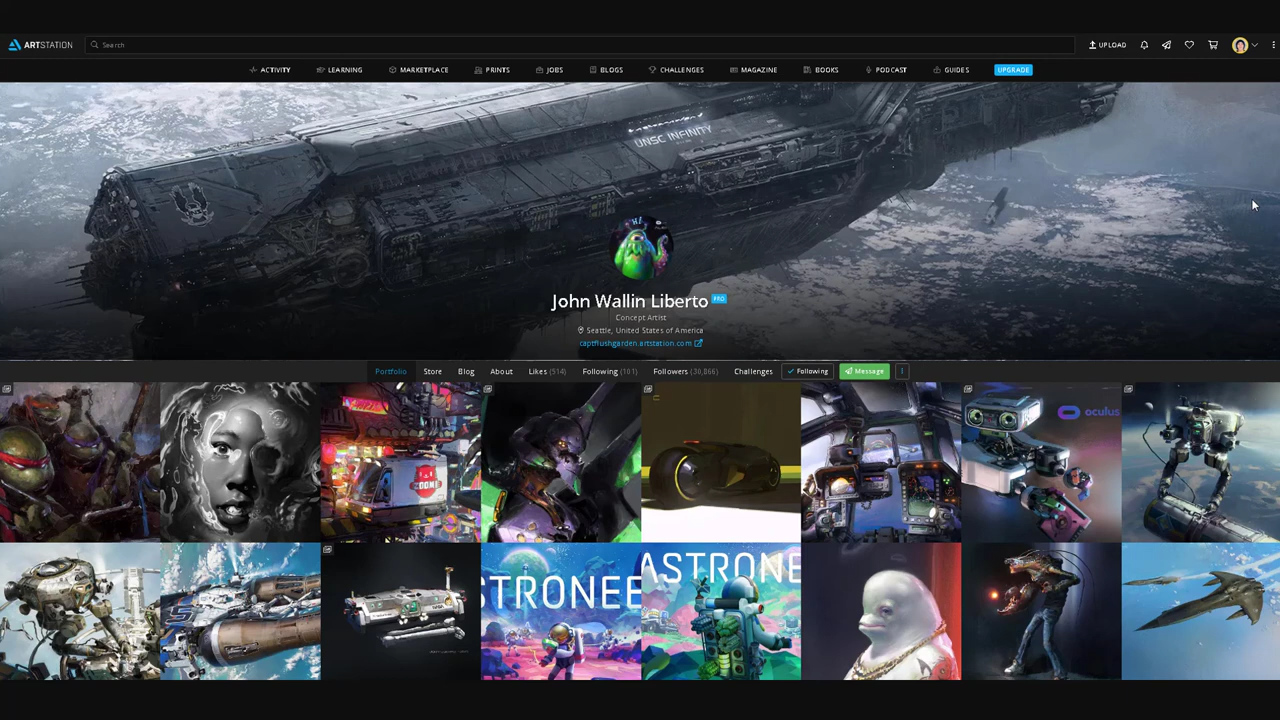 ARTSTATION
Search
UPLOAD
ACTIVITY
LEARNING
MARKETPLACE
PRINTS
JOBS
BLOGS
CHALLENGES
MAGAZINE
BOOKS
PODCAST
GUIDES
UPGRADE
UNSC INFINITY
John Wallin Liberto PRO
Concept Artist
Seattle, United States of America
captflushgarden.artstation.com
Portfolio
Store
Blog
About
Likes (514)
Following (101)
Followers (30,866)
Challenges
Following
Message
oculus
STRONEE
ASTRONE